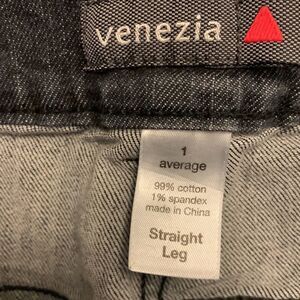 venezia
1
average
99% cotton
1% spandex
made in China
Straight
Leg